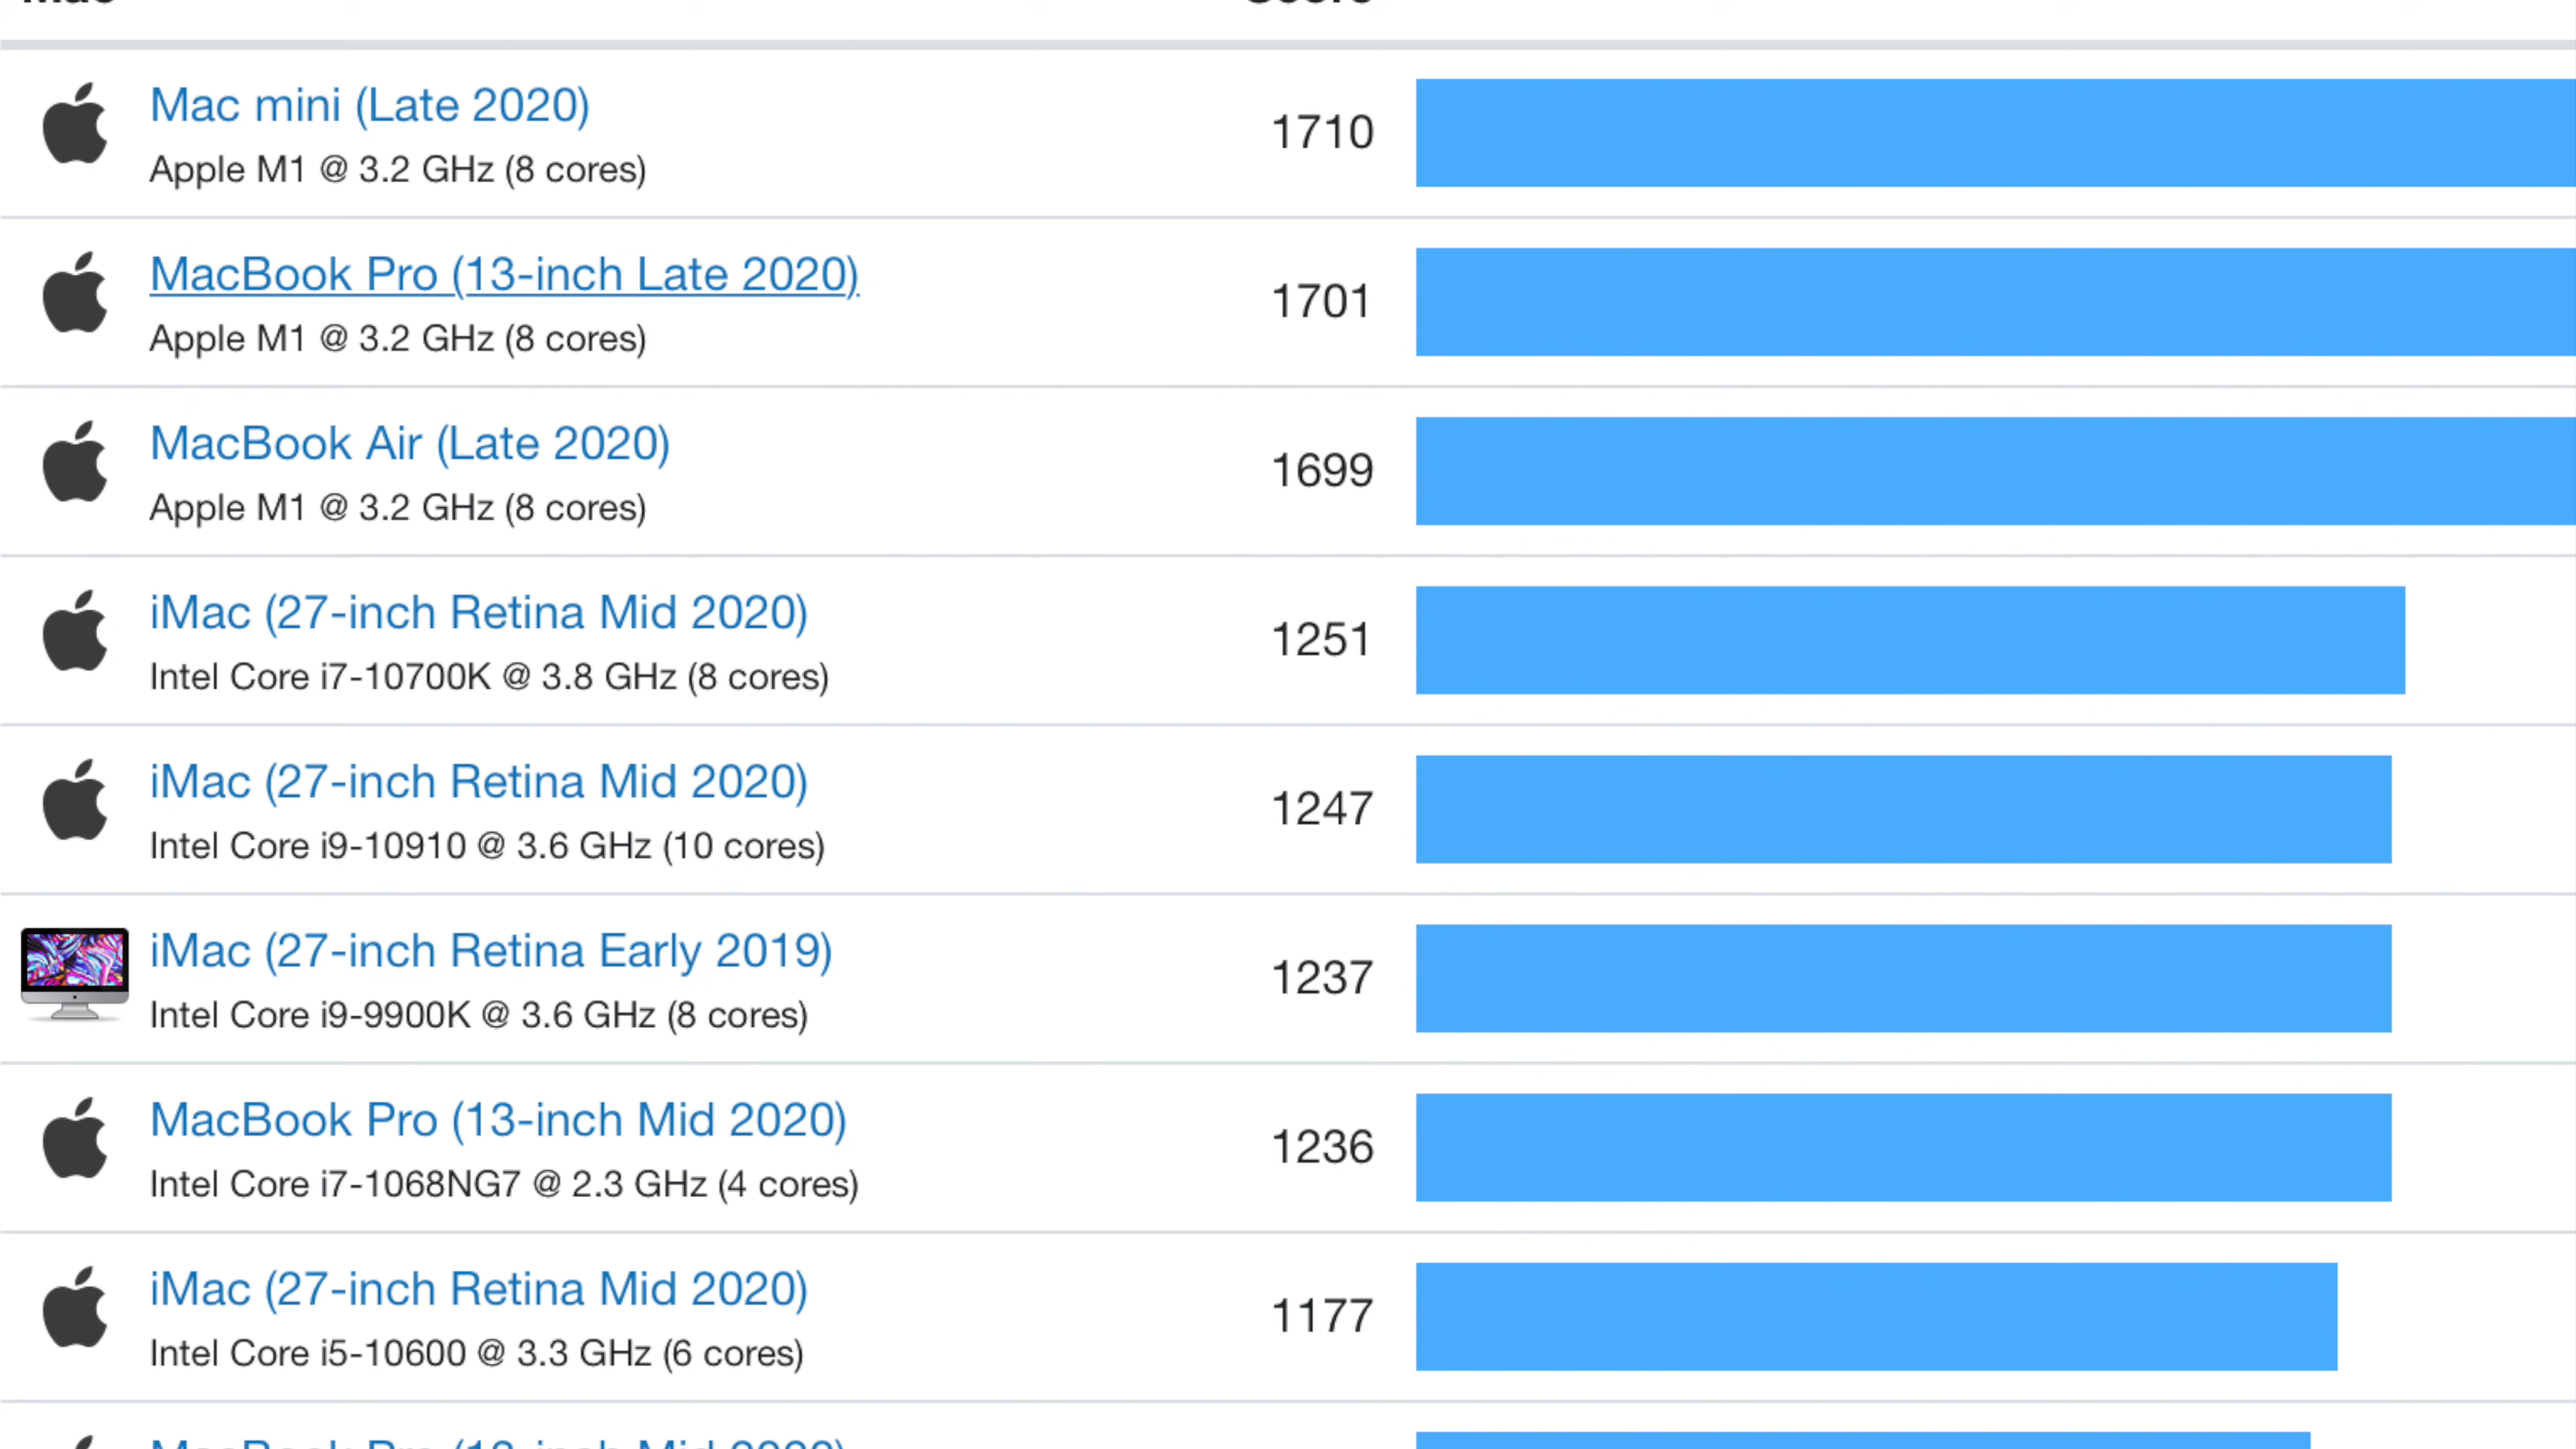 Mac mini (Late 2020)
1710
Apple M1 @ 3.2 GHz (8 cores)
MacBook Pro (13-inch Late 2020)
1701
Apple M1 @ 3.2 GHz (8 cores)
MacBook Air (Late 2020)
1699
Apple M1 @ 3.2 GHz (8 cores)
iMac (27-inch Retina Mid 2020)
1251
Intel Core i7-10700K @ 3.8 GHz (8 cores)
iMac (27-inch Retina Mid 2020)
1247
Intel Core i9-10910 @ 3.6 GHz (10 cores)
iMac (27-inch Retina Early 2019)
1237
Intel Core i9-9900K @ 3.6 GHz (8 cores)
MacBook Pro (13-inch Mid 2020)
1236
Intel Core i7-1068NG7 @ 2.3 GHz (4 cores)
iMac (27-inch Retina Mid 2020)
1177
Intel Core i5-10600 @ 3.3 GHz (6 cores)
MacBook Pro (13-inch Mid 2020)